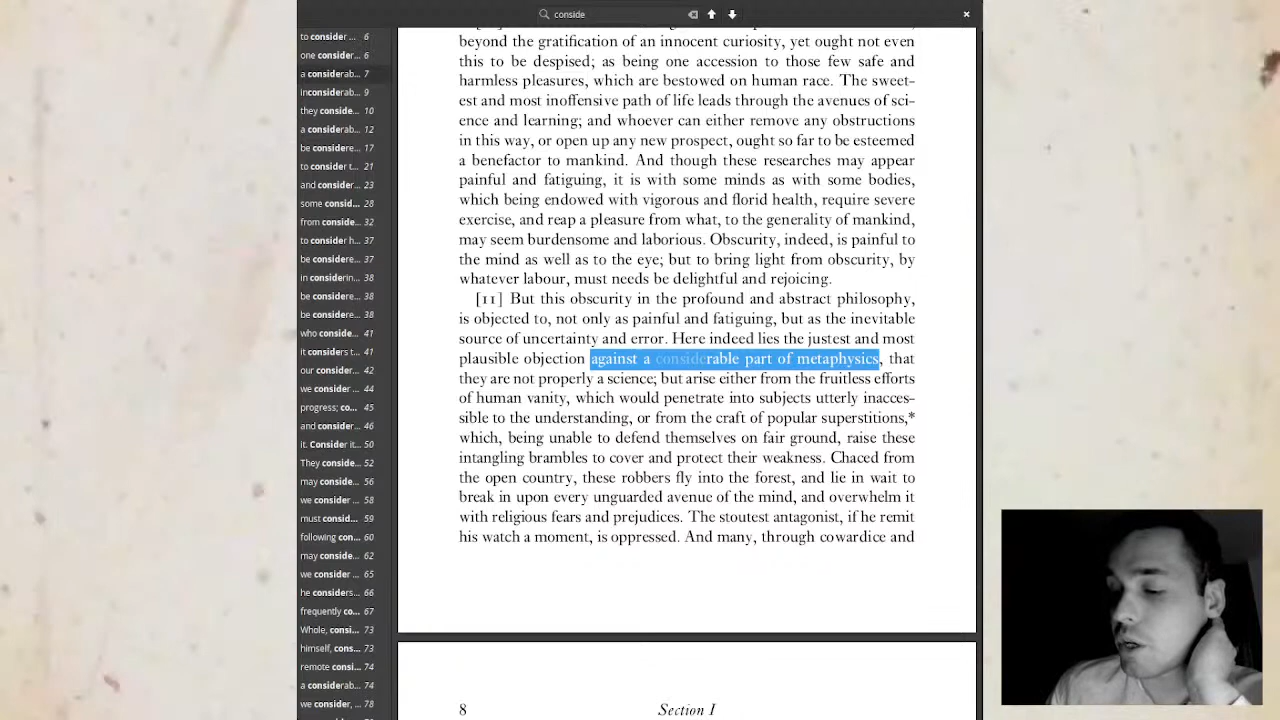 conside
to consider ... 6
one consider... 6
a considerab... 7
inconsiderab... 9
they conside... 10
a considerab... 12
be considere... 17
to consider t... 21
and consider... 23
some consid... 28
from conside... 32
to consider h... 37
be considere... 37
in considerin... 38
be considere... 38
be considere... 38
who conside... 41
it considers t... 41
our consider... 42
we consider ... 44
progress; co... 45
and consider... 46
it. Consider it... 50
They conside... 52
may conside... 56
we consider ... 58
must consid... 59
following con... 60
may conside... 62
we consider ... 65
he considers... 66
frequently co... 67
Whole, consi... 73
himself, cons... 73
remote consi... 74
a considerab... 74
we consider, ... 78
beyond the gratification of an innocent curiosity, yet ought not even
this to be despised; as being one accession to those few safe and
harmless pleasures, which are bestowed on human race. The sweet-
est and most inoffensive path of life leads through the avenues of sci-
ence and learning; and whoever can either remove any obstructions
in this way, or open up any new prospect, ought so far to be esteemed
a benefactor to mankind. And though these researches may appear
painful and fatiguing, it is with some minds as with some bodies,
which being endowed with vigorous and florid health, require severe
exercise, and reap a pleasure from what, to the generality of mankind,
may seem burdensome and laborious. Obscurity, indeed, is painful to
the mind as well as to the eye; but to bring light from obscurity, by
whatever labour, must needs be delightful and rejoicing.
[11] But this obscurity in the profound and abstract philosophy,
is objected to, not only as painful and fatiguing, but as the inevitable
source of uncertainty and error. Here indeed lies the justest and most
plausible objection against a considerable part of metaphysics, that
they are not properly a science; but arise either from the fruitless efforts
of human vanity, which would penetrate into subjects utterly inacces-
sible to the understanding, or from the craft of popular superstitions,*
which, being unable to defend themselves on fair ground, raise these
intangling brambles to cover and protect their weakness. Chaced from
the open country, these robbers fly into the forest, and lie in wait to
break in upon every unguarded avenue of the mind, and overwhelm it
with religious fears and prejudices. The stoutest antagonist, if he remit
his watch a moment, is oppressed. And many, through cowardice and
8 Section I